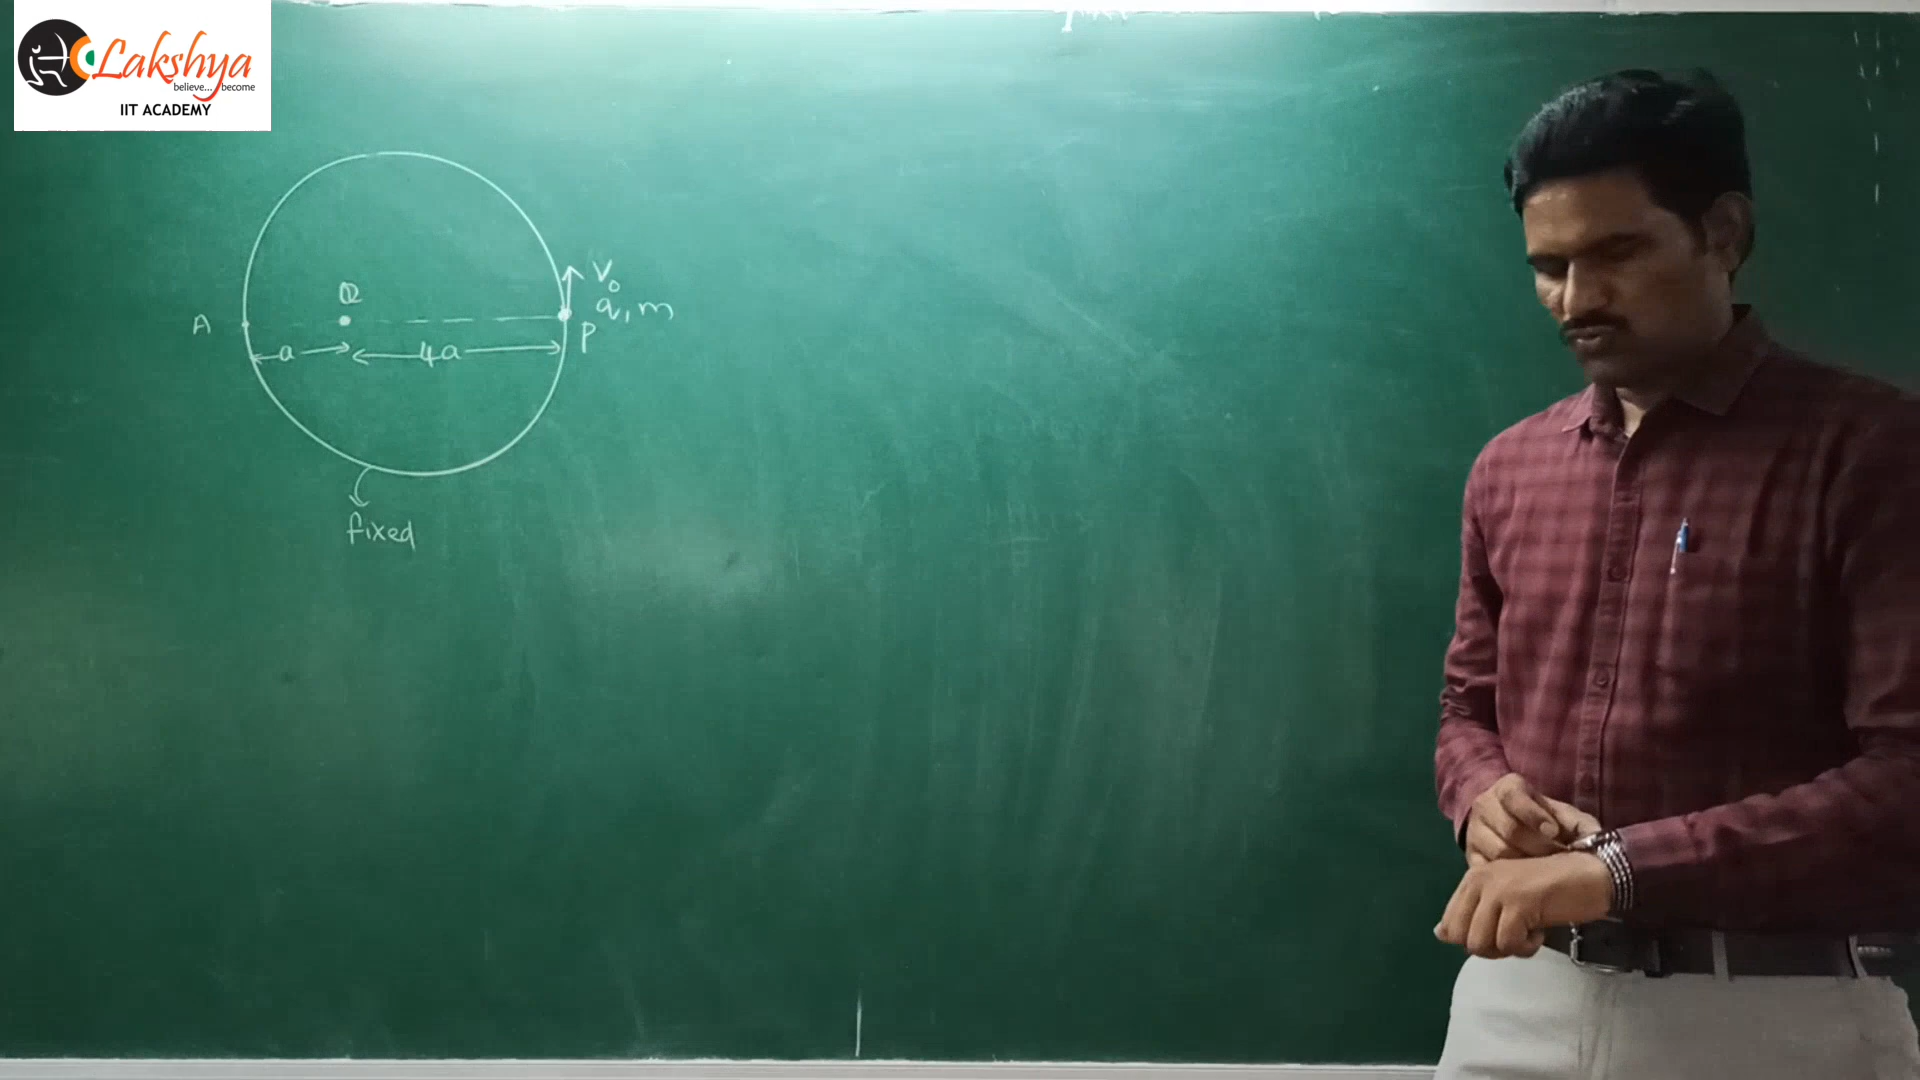 Lakshya
believe... become
IIT ACADEMY
Q
V₀
q, m
A
P
a
4a
fixed